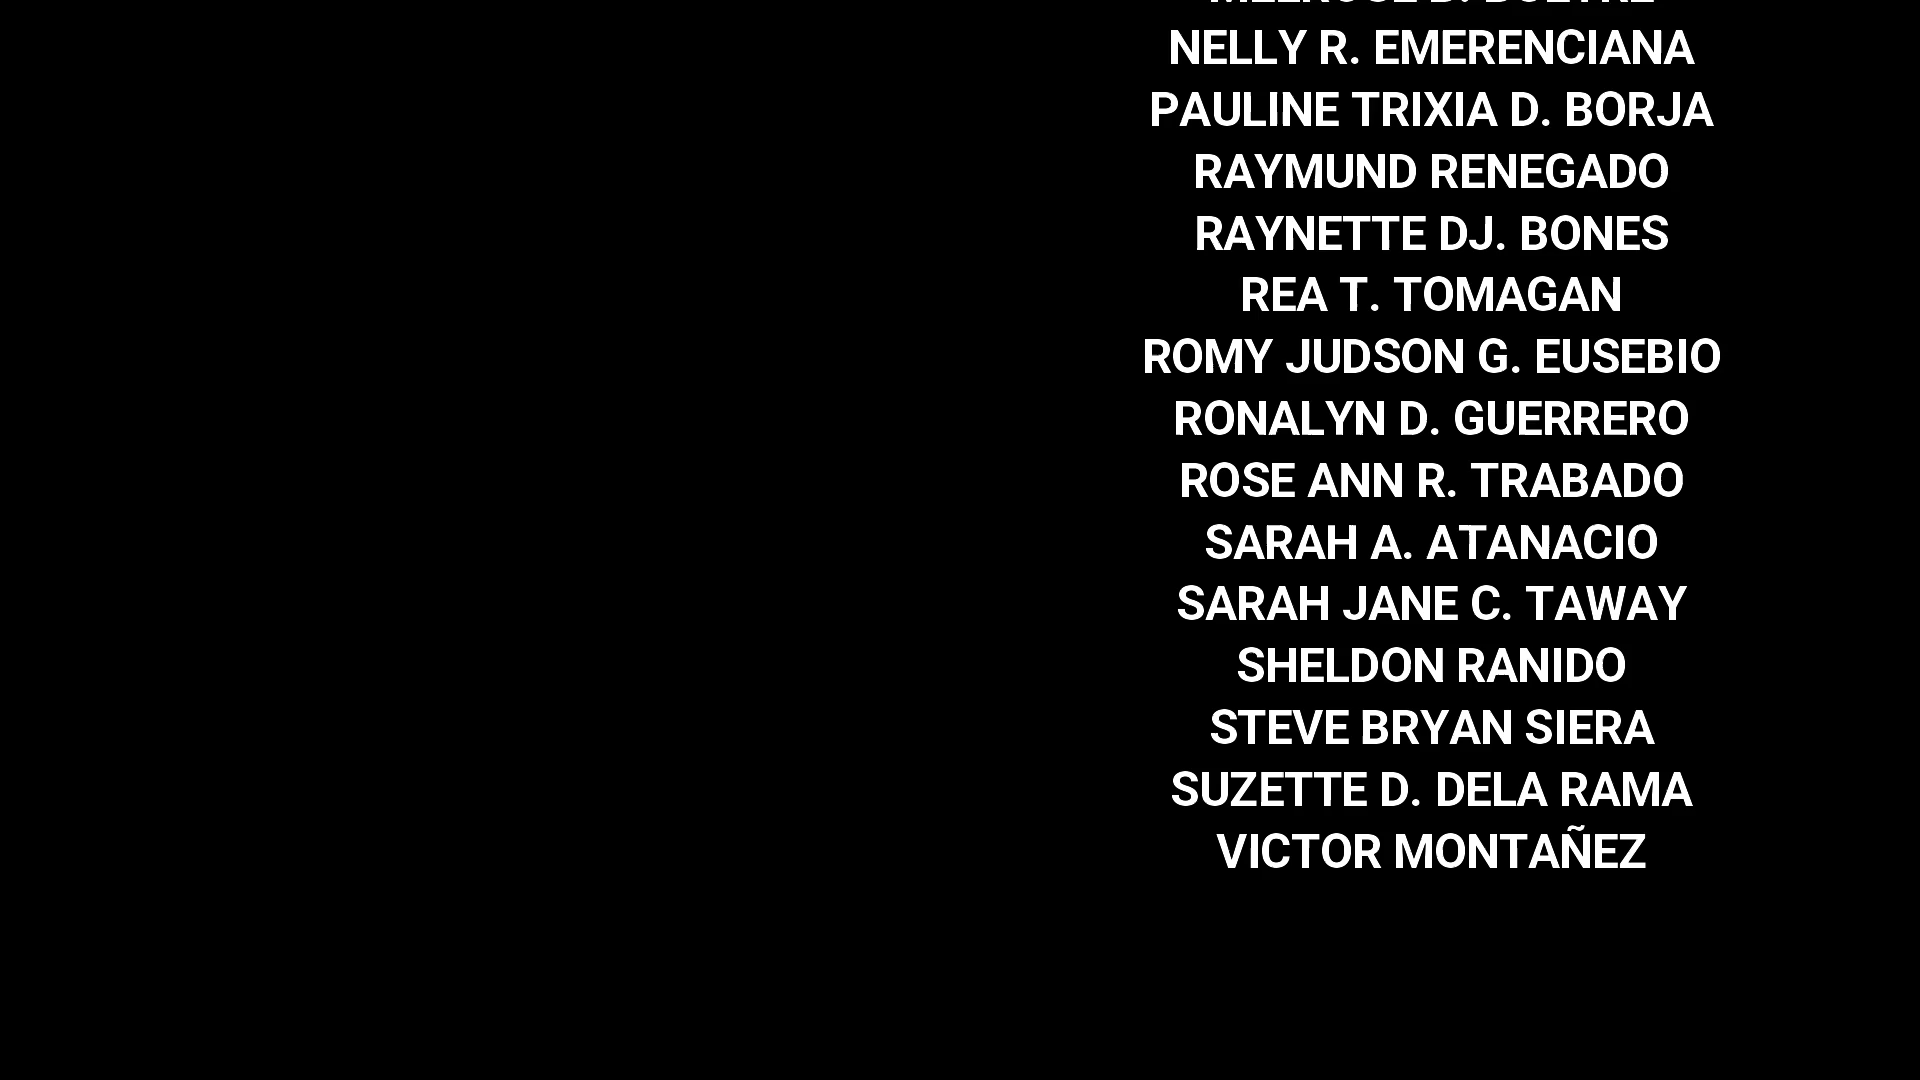 NELLY R. EMERENCIANA
PAULINE TRIXIA D. BORJA
RAYMUND RENEGADO
RAYNETTE DJ. BONES
REA T. TOMAGAN
ROMY JUDSON G. EUSEBIO
RONALYN D. GUERRERO
ROSE ANN R. TRABADO
SARAH A. ATANACIO
SARAH JANE C. TAWAY
SHELDON RANIDO
STEVE BRYAN SIERA
SUZETTE D. DELA RAMA
VICTOR MONTAÑEZ